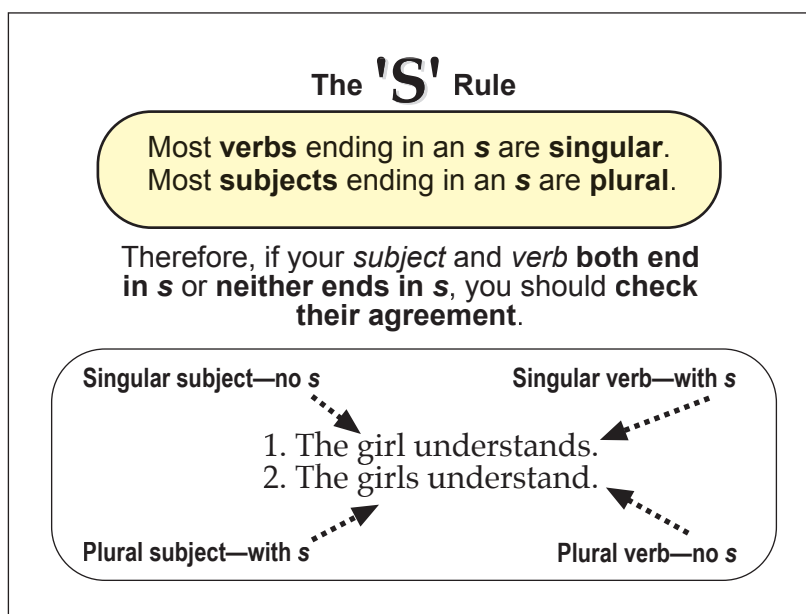 The 'S' Rule
Most verbs ending in an s are singular.
Most subjects ending in an s are plural.
Therefore, if your subject and verb both end
in s or neither ends in s, you should check
their agreement.
Singular subject—no s
Singular verb—with s
1. The girl understands.
2. The girls understand.
Plural subject—with s
Plural verb—no s